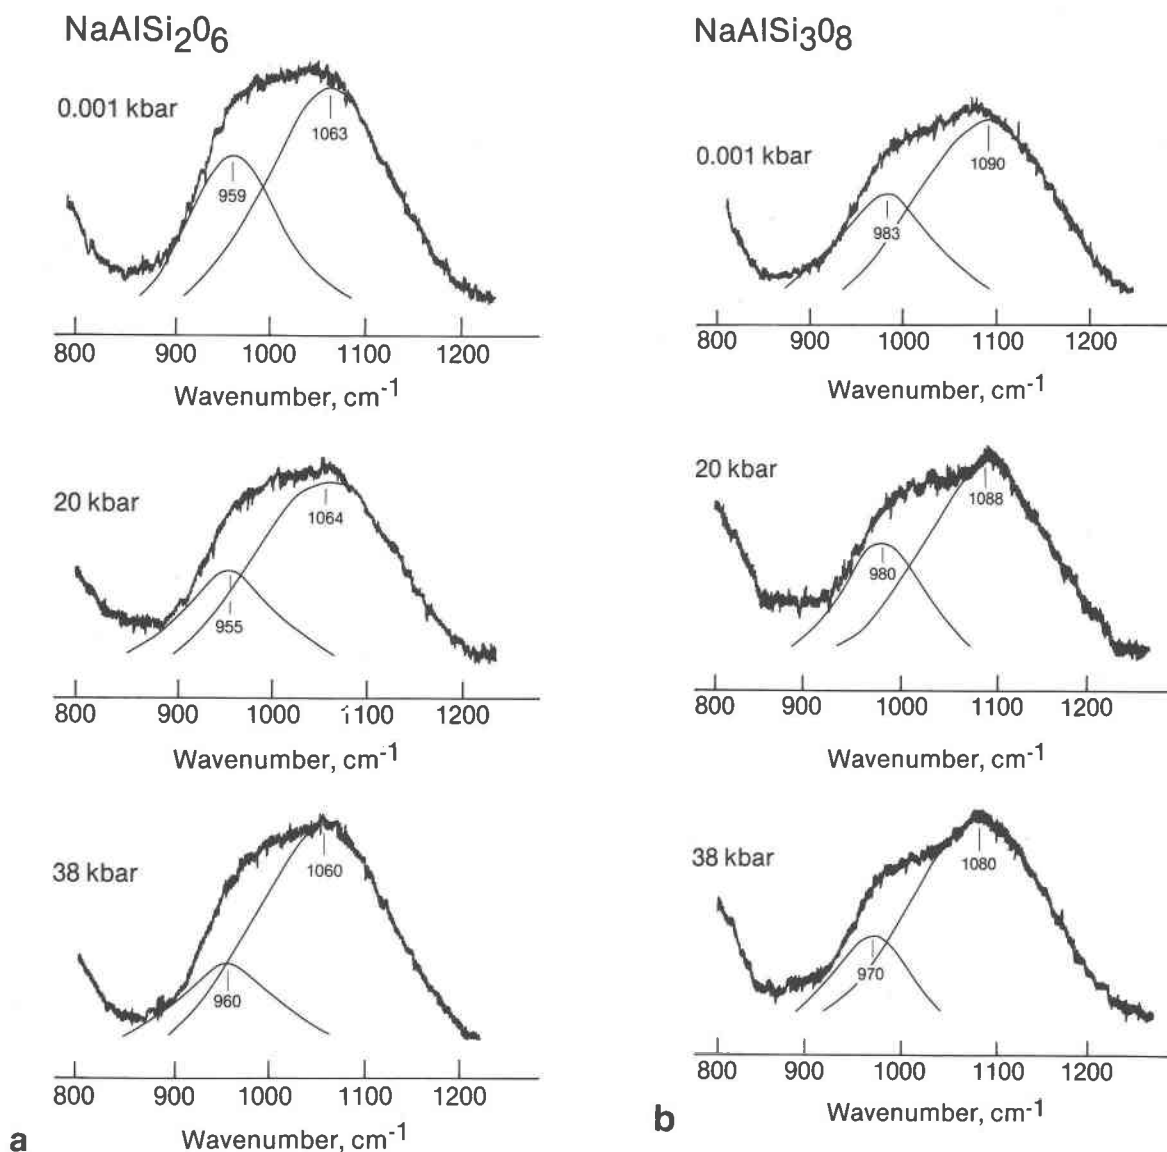 NaAlSi2O6
0.001 kbar
1063
959
800 900 1000 1100 1200
Wavenumber, cm-1
20 kbar
1064
955
800 900 1000 1100 1200
Wavenumber, cm-1
38 kbar
1060
960
800 900 1000 1100 1200
Wavenumber, cm-1
a
NaAlSi3O8
0.001 kbar
1090
983
800 900 1000 1100 1200
Wavenumber, cm-1
20 kbar
1088
980
800 900 1000 1100 1200
Wavenumber, cm-1
38 kbar
1080
970
800 900 1000 1100 1200
Wavenumber, cm-1
b